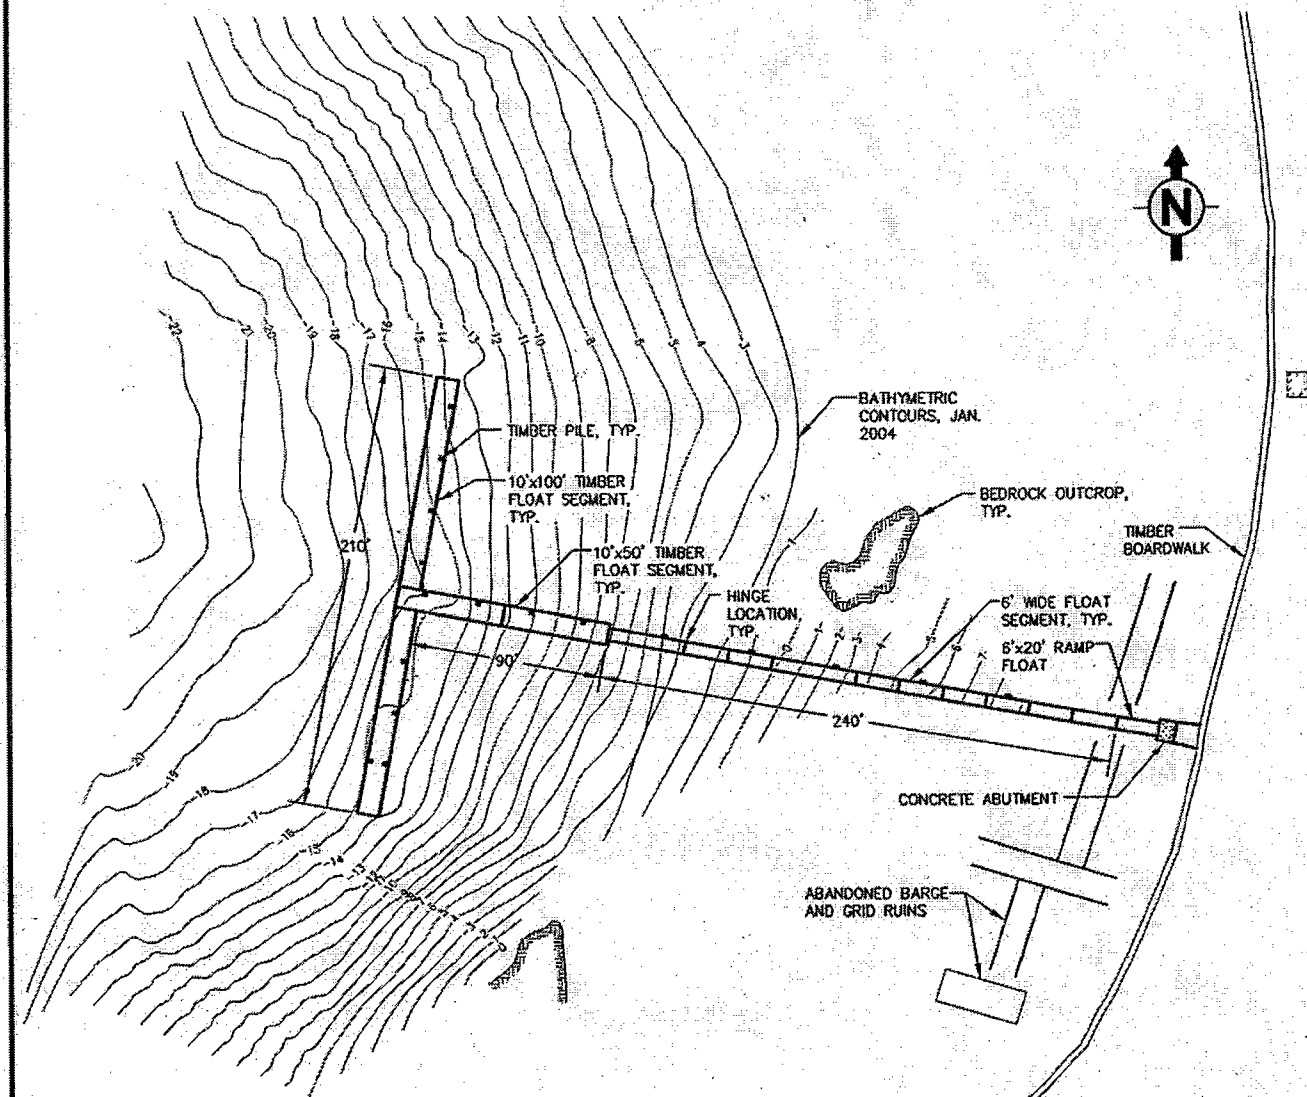 N
-22
-21
-20
-19
-18
-17
-16
-15
-14
-13
-12
-11
-10
-8
-6
-5
-4
-3
BATHYMETRIC
CONTOURS, JAN.
2004
TIMBER PILE, TYP.
10'x100' TIMBER
FLOAT SEGMENT,
TYP.
BEDROCK OUTCROP,
TYP.
TIMBER
BOARDWALK
210'
10'x50' TIMBER
FLOAT SEGMENT,
TYP.
HINGE
LOCATION,
TYP.
6' WIDE FLOAT
SEGMENT, TYP.
6'x20' RAMP
FLOAT
90'
240'
CONCRETE ABUTMENT
ABANDONED BARGE
AND GRID RUINS
-20
-19
-18
-17
-16
-15
-14